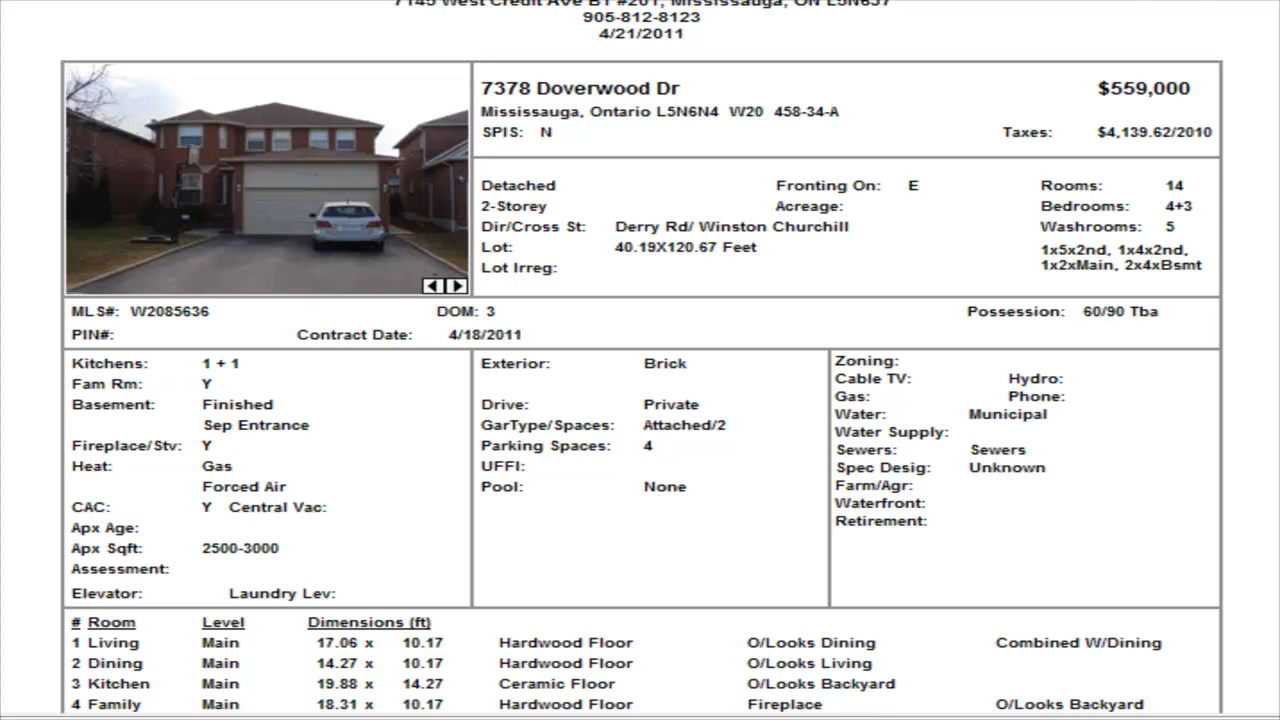 7145 West Credit Ave B1 #201, Mississauga, ON L5N6J7
905-812-8123
4/21/2011
7378 Doverwood Dr $559,000
Mississauga, Ontario L5N6N4 W20 458-34-A
SPIS: N Taxes: $4,139.62/2010
Detached Fronting On: E Rooms: 14
2-Storey Acreage: Bedrooms: 4+3
Dir/Cross St: Derry Rd/ Winston Churchill Washrooms: 5
Lot: 40.19X120.67 Feet 1x5x2nd, 1x4x2nd,
Lot Irreg: 1x2xMain, 2x4xBsmt
MLS#: W2085636 DOM: 3 Possession: 60/90 Tba
PIN#: Contract Date: 4/18/2011
Kitchens: 1 + 1
Fam Rm: Y
Basement: Finished
Sep Entrance
Fireplace/Stv: Y
Heat: Gas
Forced Air
CAC: Y Central Vac:
Apx Age:
Apx Sqft: 2500-3000
Assessment:
Elevator: Laundry Lev:
Exterior: Brick
Drive: Private
GarType/Spaces: Attached/2
Parking Spaces: 4
UFFI:
Pool: None
Zoning:
Cable TV: Hydro:
Gas: Phone:
Water: Municipal
Water Supply:
Sewers: Sewers
Spec Desig: Unknown
Farm/Agr:
Waterfront:
Retirement:
# Room Level Dimensions (ft)
1 Living Main 17.06 x 10.17 Hardwood Floor O/Looks Dining Combined W/Dining
2 Dining Main 14.27 x 10.17 Hardwood Floor O/Looks Living
3 Kitchen Main 19.88 x 14.27 Ceramic Floor O/Looks Backyard
4 Family Main 18.31 x 10.17 Hardwood Floor Fireplace O/Looks Backyard